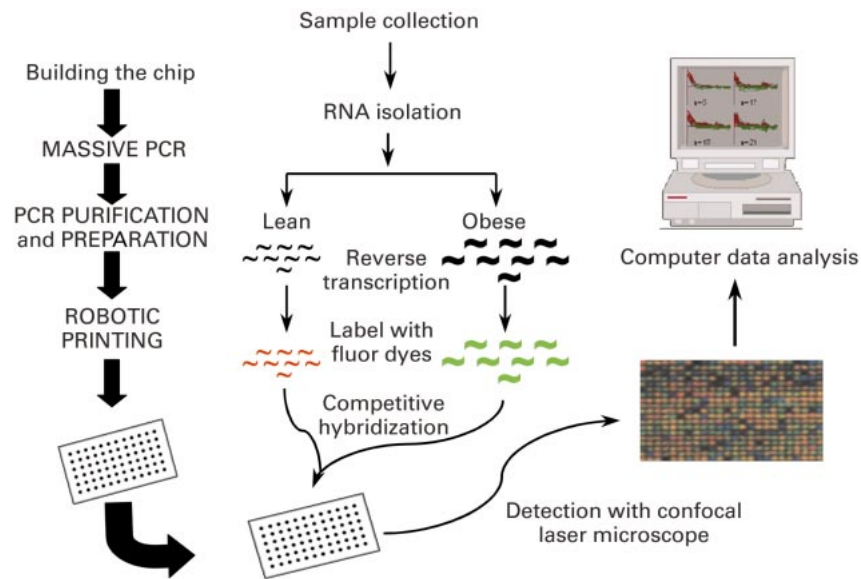 Sample collection
Building the chip
RNA isolation
MASSIVE PCR
PCR PURIFICATION
and PREPARATION
Lean
Obese
Reverse
transcription
Computer data analysis
ROBOTIC
PRINTING
Label with
fluor dyes
Competitive
hybridization
Detection with confocal
laser microscope